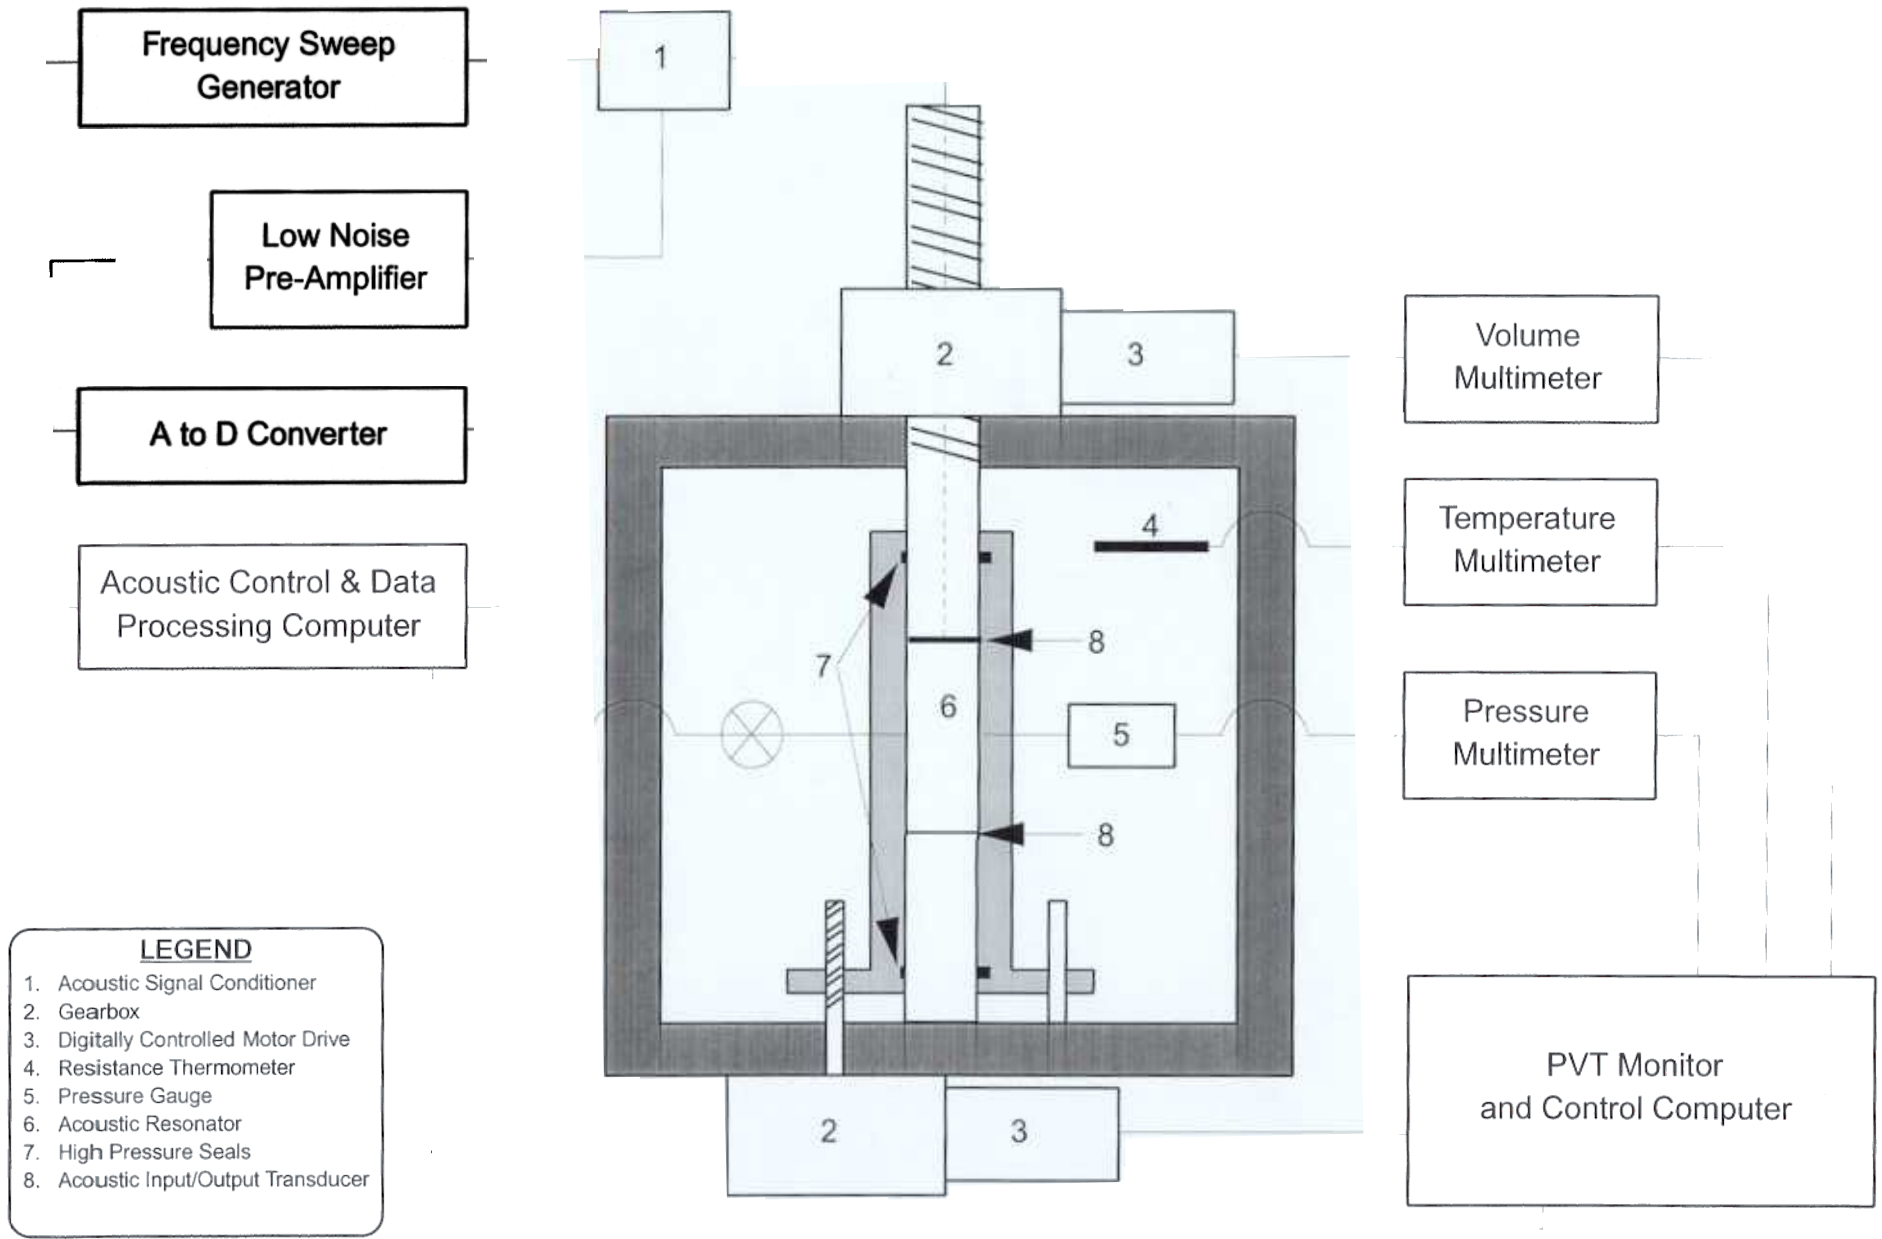 Frequency Sweep
Generator
1
Low Noise
Pre-Amplifier
2
3
Volume
Multimeter
A to D Converter
4
Temperature
Multimeter
Acoustic Control & Data
Processing Computer
7
8
6
5
Pressure
Multimeter
8
LEGEND
1. Acoustic Signal Conditioner
2. Gearbox
3. Digitally Controlled Motor Drive
4. Resistance Thermometer
5. Pressure Gauge
6. Acoustic Resonator
7. High Pressure Seals
8. Acoustic Input/Output Transducer
2
3
PVT Monitor
and Control Computer